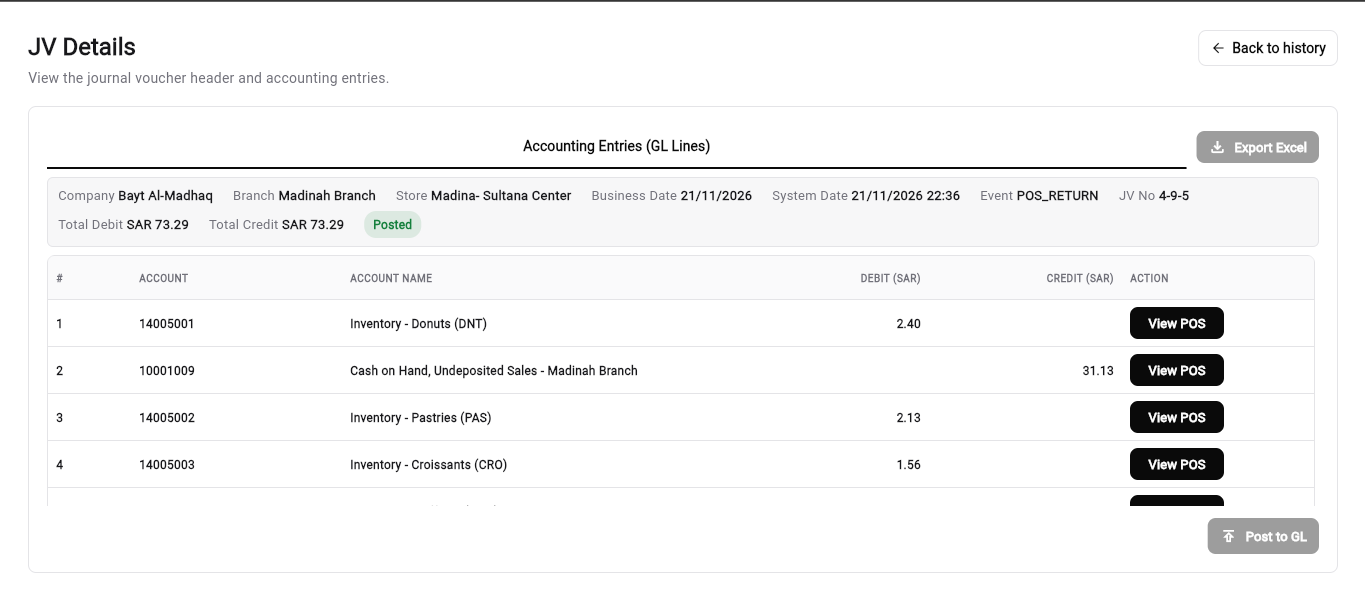 JV Details
Back to history
View the journal voucher header and accounting entries.
Accounting Entries (GL Lines)
Export Excel
Company Bayt Al-Madhaq Branch Madinah Branch Store Madina- Sultana Center Business Date 21/11/2026 System Date 21/11/2026 22:36 Event POS_RETURN JV No 4-9-5
Total Debit SAR 73.29 Total Credit SAR 73.29 Posted
# ACCOUNT ACCOUNT NAME DEBIT (SAR) CREDIT (SAR) ACTION
1 14005001 Inventory - Donuts (DNT) 2.40 View POS
2 10001009 Cash on Hand, Undeposited Sales - Madinah Branch 31.13 View POS
3 14005002 Inventory - Pastries (PAS) 2.13 View POS
4 14005003 Inventory - Croissants (CRO) 1.56 View POS
Post to GL